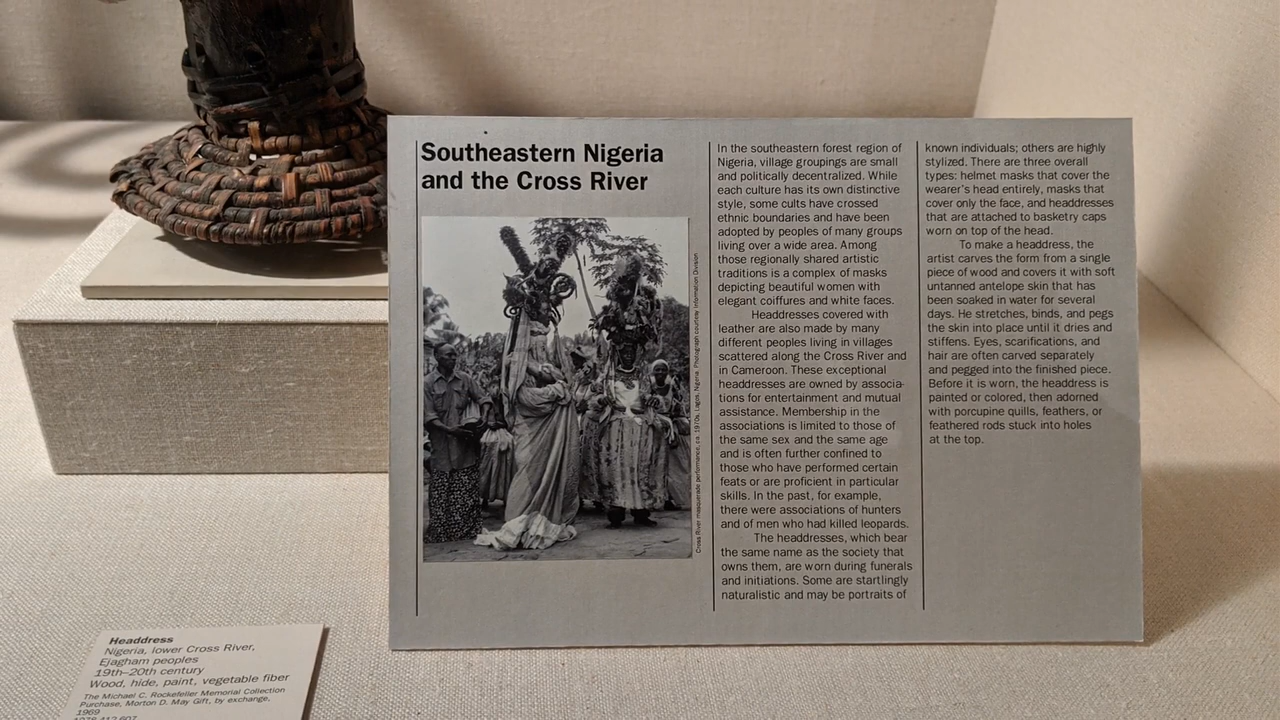 Southeastern Nigeria
and the Cross River
Cross River masquerade performance, ca. 1970s, Lagos, Nigeria. Photograph courtesy Information Division
In the southeastern forest region of
Nigeria, village groupings are small
and politically decentralized. While
each culture has its own distinctive
style, some cults have crossed
ethnic boundaries and have been
adopted by peoples of many groups
living over a wide area. Among
those regionally shared artistic
traditions is a complex of masks
depicting beautiful women with
elegant coiffures and white faces.
Headdresses covered with
leather are also made by many
different peoples living in villages
scattered along the Cross River and
in Cameroon. These exceptional
headdresses are owned by associa-
tions for entertainment and mutual
assistance. Membership in the
associations is limited to those of
the same sex and the same age
and is often further confined to
those who have performed certain
feats or are proficient in particular
skills. In the past, for example,
there were associations of hunters
and of men who had killed leopards.
The headdresses, which bear
the same name as the society that
owns them, are worn during funerals
and initiations. Some are startlingly
naturalistic and may be portraits of
known individuals; others are highly
stylized. There are three overall
types: helmet masks that cover the
wearer's head entirely, masks that
cover only the face, and headdresses
that are attached to basketry caps
worn on top of the head.
To make a headdress, the
artist carves the form from a single
piece of wood and covers it with soft
untanned antelope skin that has
been soaked in water for several
days. He stretches, binds, and pegs
the skin into place until it dries and
stiffens. Eyes, scarifications, and
hair are often carved separately
and pegged into the finished piece.
Before it is worn, the headdress is
painted or colored, then adorned
with porcupine quills, feathers, or
feathered rods stuck into holes
at the top.
Headdress
Nigeria, lower Cross River,
Ejagham peoples
19th–20th century
Wood, hide, paint, vegetable fiber
The Michael C. Rockefeller Memorial Collection
Purchase, Morton D. May Gift, by exchange,
1969